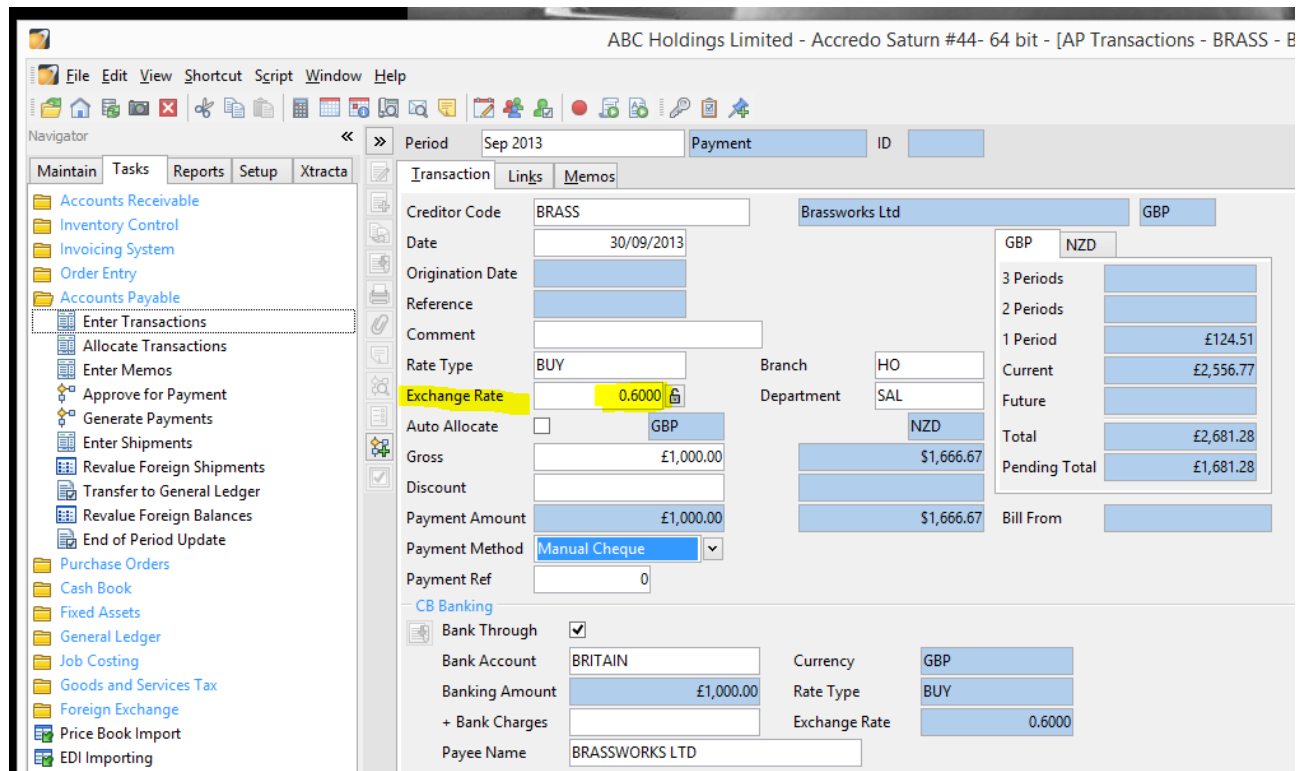 ABC Holdings Limited - Accredo Saturn #44- 64 bit - [AP Transactions - BRASS - B
File Edit View Shortcut Script Window Help
Navigator
Maintain Tasks Reports Setup Xtracta
Accounts Receivable
Inventory Control
Invoicing System
Order Entry
Accounts Payable
Enter Transactions
Allocate Transactions
Enter Memos
Approve for Payment
Generate Payments
Enter Shipments
Revalue Foreign Shipments
Transfer to General Ledger
Revalue Foreign Balances
End of Period Update
Purchase Orders
Cash Book
Fixed Assets
General Ledger
Job Costing
Goods and Services Tax
Foreign Exchange
Price Book Import
EDI Importing
Period Sep 2013 Payment ID
Transaction Links Memos
Creditor Code BRASS Brassworks Ltd GBP
Date 30/09/2013
Origination Date
Reference
Comment
Rate Type BUY Branch HO
Exchange Rate 0.6000 Department SAL
Auto Allocate GBP NZD
Gross £1,000.00 $1,666.67
Discount
Payment Amount £1,000.00 $1,666.67
Payment Method Manual Cheque
Payment Ref 0
GBP NZD
3 Periods
2 Periods
1 Period £124.51
Current £2,556.77
Future
Total £2,681.28
Pending Total £1,681.28
Bill From
CB Banking
Bank Through
Bank Account BRITAIN Currency GBP
Banking Amount £1,000.00 Rate Type BUY
+ Bank Charges Exchange Rate 0.6000
Payee Name BRASSWORKS LTD